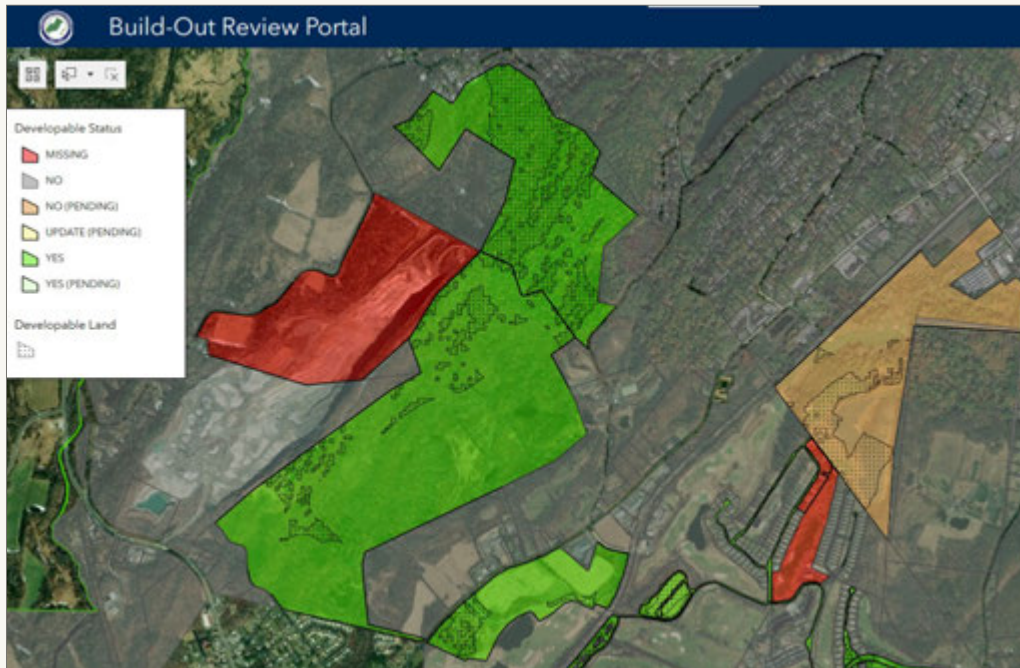 Build-Out Review Portal
Developable Status
MISSING
NO
NO (PENDING)
UPDATE (PENDING)
YES
YES (PENDING)
Developable Land